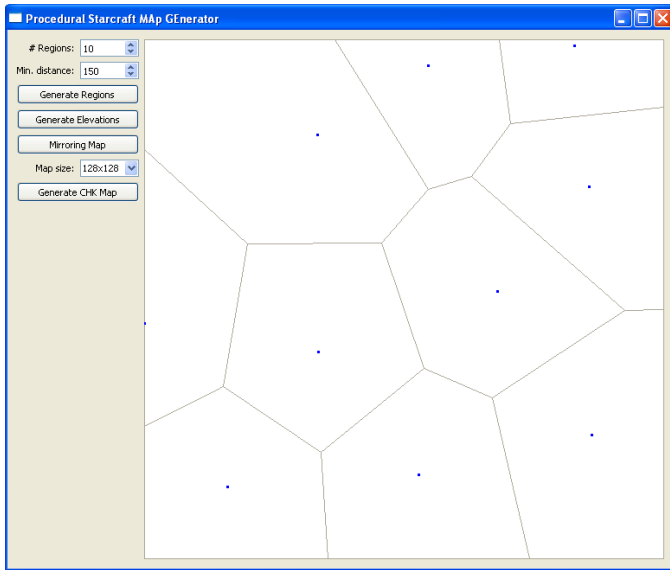 Procedural Starcraft MAp GEnerator
# Regions: 10
Min. distance: 150
Generate Regions
Generate Elevations
Mirroring Map
Map size: 128x128
Generate CHK Map